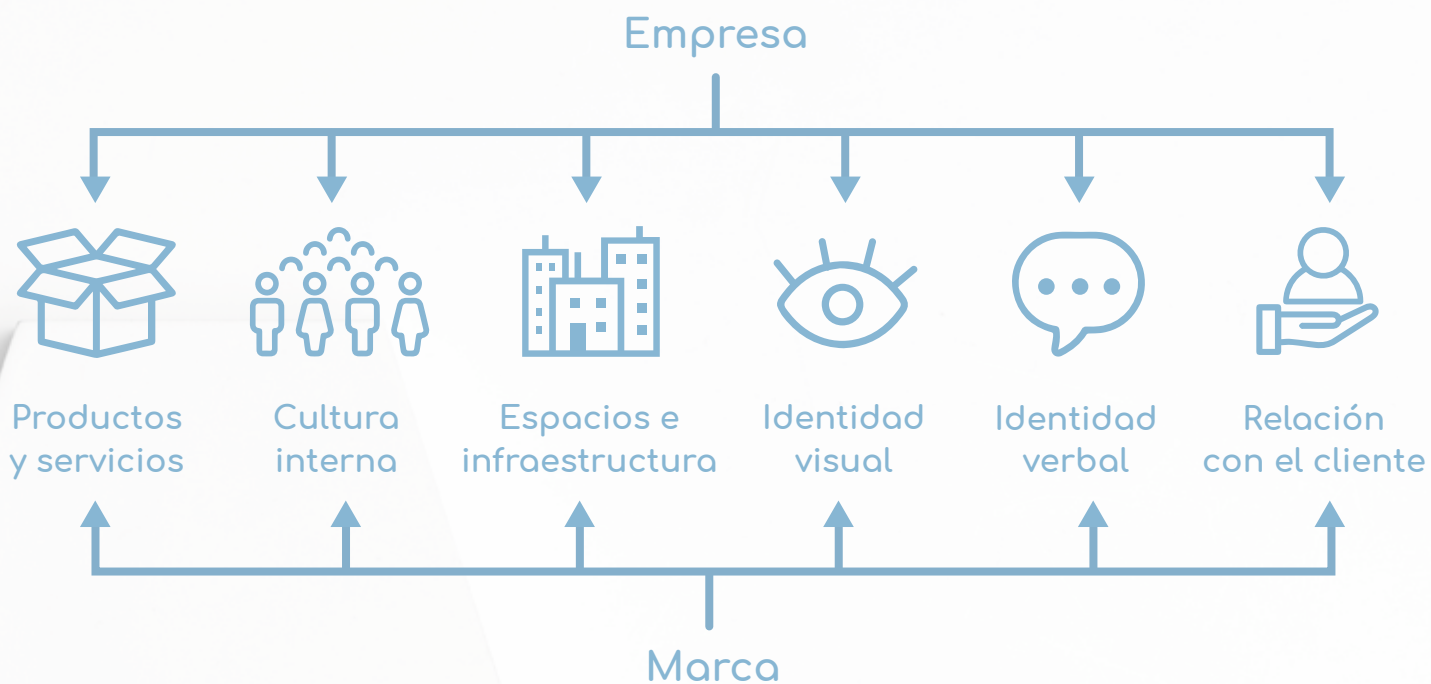 Empresa
Productos
y servicios
Cultura
interna
Espacios e
infraestructura
Identidad
visual
Identidad
verbal
Relación
con el cliente
Marca